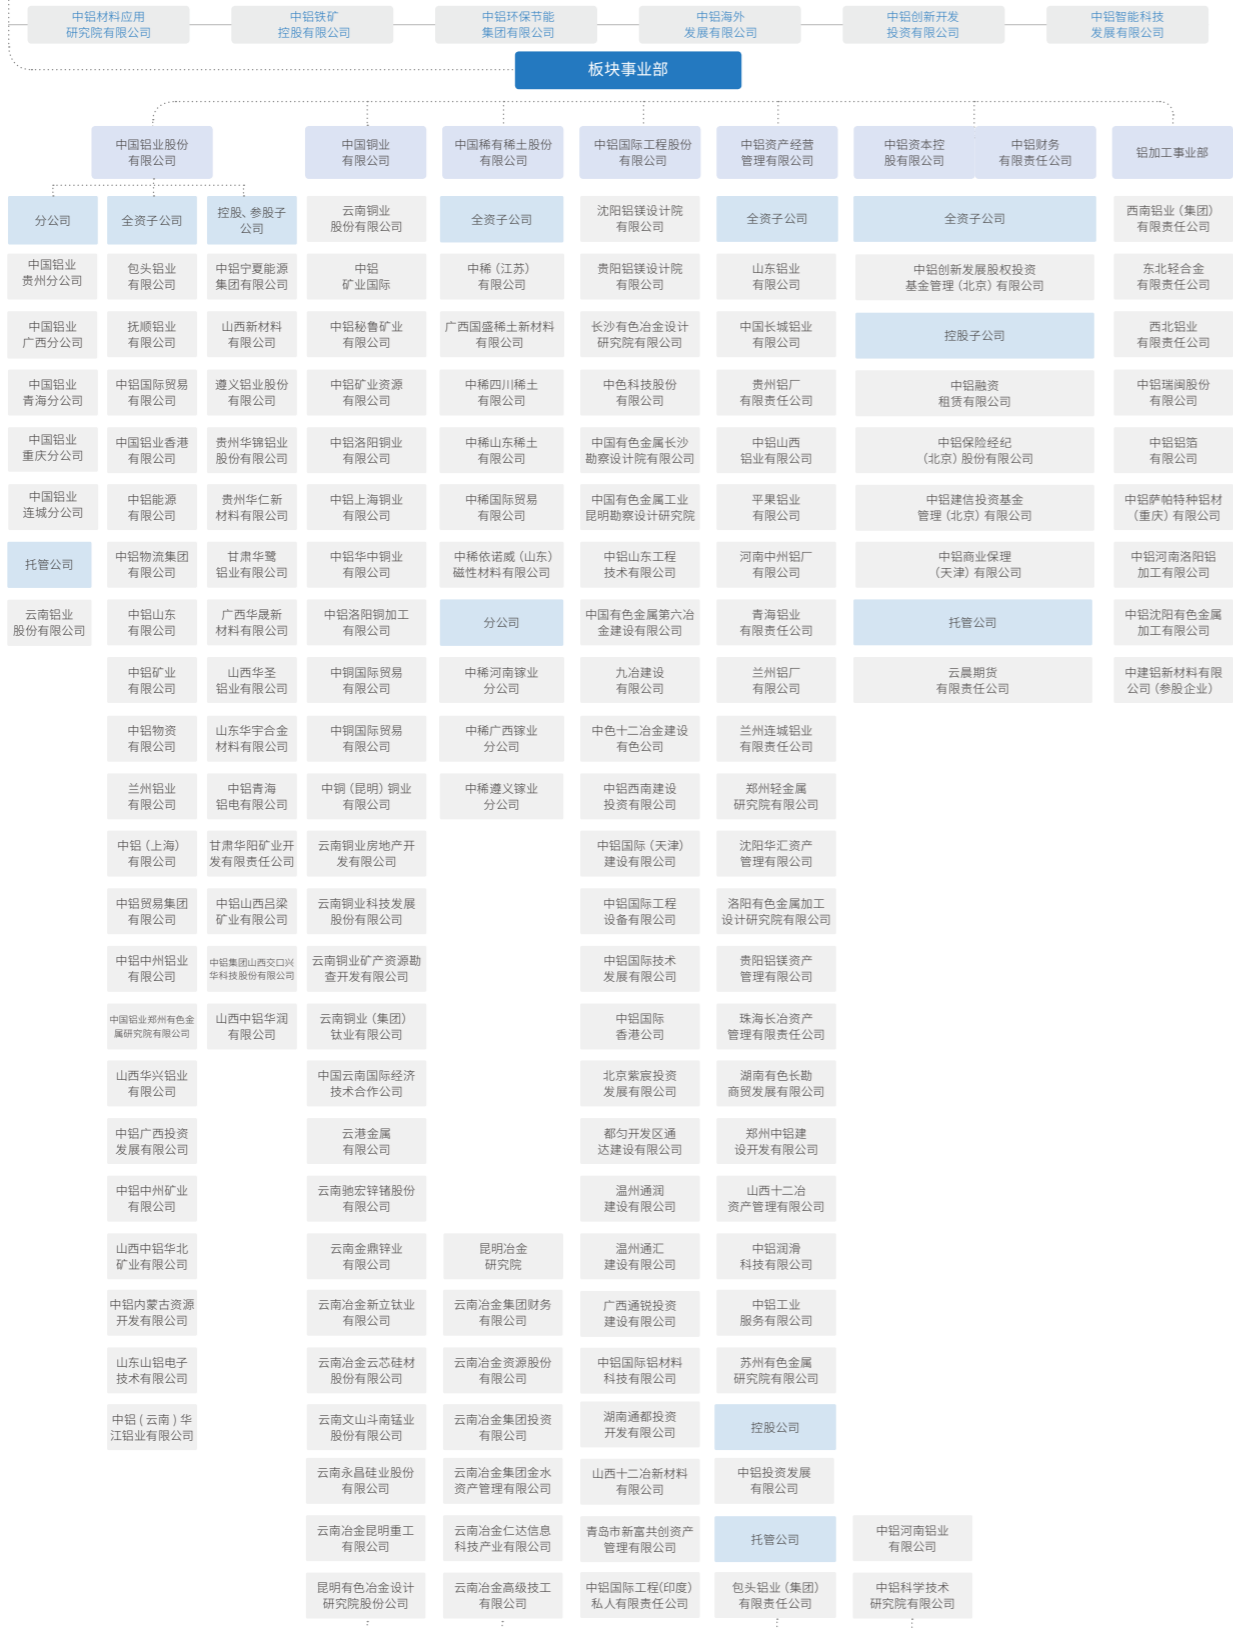 中铝材料应用
研究院有限公司
中铝铁矿
控股有限公司
中铝环保节能
集团有限公司
中铝海外
发展有限公司
中铝创新开发
投资有限公司
中铝智能科技
发展有限公司
板块事业部
中国铝业股份
有限公司
分公司
中国铝业
贵州分公司
中国铝业
广西分公司
中国铝业
青海分公司
中国铝业
重庆分公司
中国铝业
连城分公司
托管公司
云南铝业
股份有限公司
全资子公司
包头铝业
有限公司
抚顺铝业
有限公司
中铝国际贸易
有限公司
中国铝业香港
有限公司
中铝能源
有限公司
中铝物流集团
有限公司
中铝山东
有限公司
中铝矿业
有限公司
中铝物资
有限公司
兰州铝业
有限公司
中铝（上海）
有限公司
中铝贸易集团
有限公司
中铝中州铝业
有限公司
中国铝业郑州有色金
属研究院有限公司
山西华兴铝业
有限公司
中铝广西投资
发展有限公司
中铝中州矿业
有限公司
山西中铝华北
矿业有限公司
中铝内蒙古资源
开发有限公司
山东山铝电子
技术有限公司
中铝 ( 云南 ) 华
江铝业有限公司
控股、参股子
公司
中铝宁夏能源
集团有限公司
山西新材料
有限公司
遵义铝业股份
有限公司
贵州华锦铝业
股份有限公司
贵州华仁新
材料有限公司
甘肃华鹭
铝业有限公司
广西华晟新
材料有限公司
山西华圣
铝业有限公司
山东华宇合金
材料有限公司
中铝青海
铝电有限公司
甘肃华阳矿业开
发有限责任公司
中铝山西吕梁
矿业有限公司
中铝集团山西交口兴
华科技股份有限公司
山西中铝华润
有限公司
中国铜业
有限公司
云南铜业
股份有限公司
中铝
矿业国际
中铝秘鲁矿业
有限公司
中铝矿业资源
有限公司
中铝洛阳铜业
有限公司
中铝上海铜业
有限公司
中铝华中铜业
有限公司
中铝洛阳铜加工
有限公司
中铜国际贸易
有限公司
中铜国际贸易
有限公司
中铜（昆明）铜业
有限公司
云南铜业房地产开
发有限公司
云南铜业科技发展
股份有限公司
云南铜业矿产资源勘
查开发有限公司
云南铜业（集团）
钛业有限公司
中国云南国际经济
技术合作公司
云港金属
有限公司
云南驰宏锌锗股份
有限公司
云南金鼎锌业
有限公司
云南冶金新立钛业
有限公司
云南冶金云芯硅材
股份有限公司
云南文山斗南锰业
股份有限公司
云南永昌硅业股份
有限公司
云南冶金昆明重工
有限公司
昆明有色冶金设计
研究院股份公司
中国稀有稀土股份
有限公司
全资子公司
中稀（江苏）
有限公司
广西国盛稀土新材料
有限公司
中稀四川稀土
有限公司
中稀山东稀土
有限公司
中稀国际贸易
有限公司
中稀依诺威（山东）
磁性材料有限公司
分公司
中稀河南镓业
分公司
中稀广西镓业
分公司
中稀遵义镓业
分公司
昆明冶金
研究院
云南冶金集团财务
有限公司
云南冶金资源股份
有限公司
云南冶金集团投资
有限公司
云南冶金集团金水
资产管理有限公司
云南冶金仁达信息
科技产业有限公司
云南冶金高级技工
有限公司
中铝国际工程股份
有限公司
沈阳铝镁设计院
有限公司
贵阳铝镁设计院
有限公司
长沙有色冶金设计
研究院有限公司
中色科技股份
有限公司
中国有色金属长沙
勘察设计院有限公司
中国有色金属工业
昆明勘察设计研究院
中铝山东工程
技术有限公司
中国有色金属第六冶
金建设有限公司
九冶建设
有限公司
中色十二冶金建设
有色公司
中铝西南建设
投资有限公司
中铝国际（天津）
建设有限公司
中铝国际工程
设备有限公司
中铝国际技术
发展有限公司
中铝国际
香港公司
北京紫宸投资
发展有限公司
都匀开发区通
达建设有限公司
温州通润
建设有限公司
温州通汇
建设有限公司
广西通锐投资
建设有限公司
中铝国际铝材料
科技有限公司
湖南通都投资
开发有限公司
山西十二冶新材料
有限公司
青岛市新富共创资产
管理有限公司
中铝国际工程(印度)
私人有限责任公司
中铝资产经营
管理有限公司
全资子公司
山东铝业
有限公司
中国长城铝业
有限公司
贵州铝厂
有限责任公司
中铝山西
铝业有限公司
平果铝业
有限公司
河南中州铝厂
有限公司
青海铝业
有限责任公司
兰州铝厂
有限公司
兰州连城铝业
有限责任公司
郑州轻金属
研究院有限公司
沈阳华汇资产
管理有限公司
洛阳有色金属加工
设计研究院有限公司
贵阳铝镁资产
管理有限公司
珠海长冶资产
管理有限责任公司
湖南有色长勘
商贸发展有限公司
郑州中铝建
设开发有限公司
山西十二冶
资产管理有限公司
中铝润滑
科技有限公司
中铝工业
服务有限公司
苏州有色金属
研究院有限公司
控股公司
中铝投资发展
有限公司
托管公司
包头铝业（集团）
有限责任公司
中铝资本控
股有限公司
中铝财务
有限责任公司
全资子公司
中铝创新发展股权投资
基金管理（北京）有限公司
控股子公司
中铝融资
租赁有限公司
中铝保险经纪
（北京）股份有限公司
中铝建信投资基金
管理（北京）有限公司
中铝商业保理
（天津）有限公司
托管公司
云晨期货
有限责任公司
中铝河南铝业
有限公司
中铝科学技术
研究院有限公司
铝加工事业部
西南铝业（集团）
有限责任公司
东北轻合金
有限责任公司
西北铝业
有限责任公司
中铝瑞闽股份
有限公司
中铝铝箔
有限公司
中铝萨帕特种铝材
（重庆）有限公司
中铝河南洛阳铝
加工有限公司
中铝沈阳有色金属
加工有限公司
中建铝新材料有限
公司（参股企业）